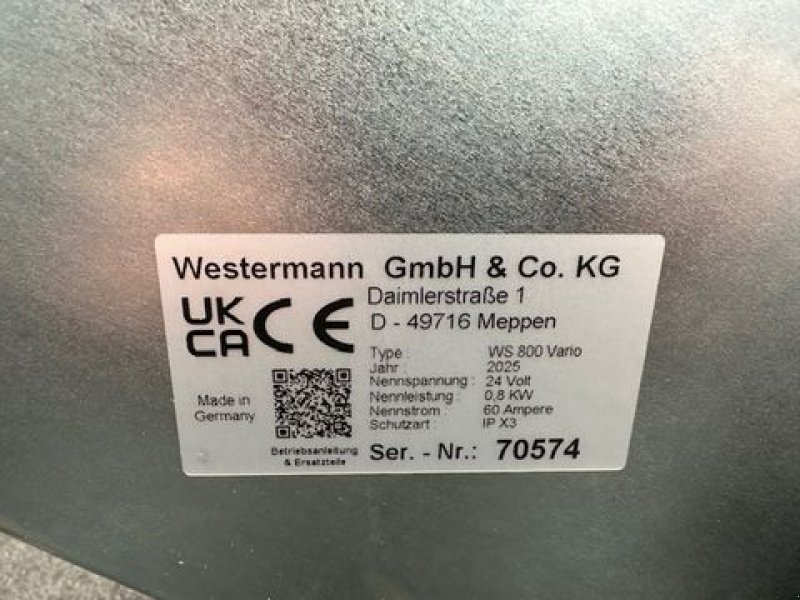 Westermann GmbH & Co. KG
Daimlerstraße 1
D - 49716 Meppen
UK
CA
CE
Type : WS 800 Vario
Jahr : 2025
Nennspannung : 24 Volt
Nennleistung : 0,8 KW
Nennstrom : 60 Ampere
Schutzart : IP X3
Made in
Germany
Betriebsanleitung
& Ersatzteile
Ser. - Nr.: 70574